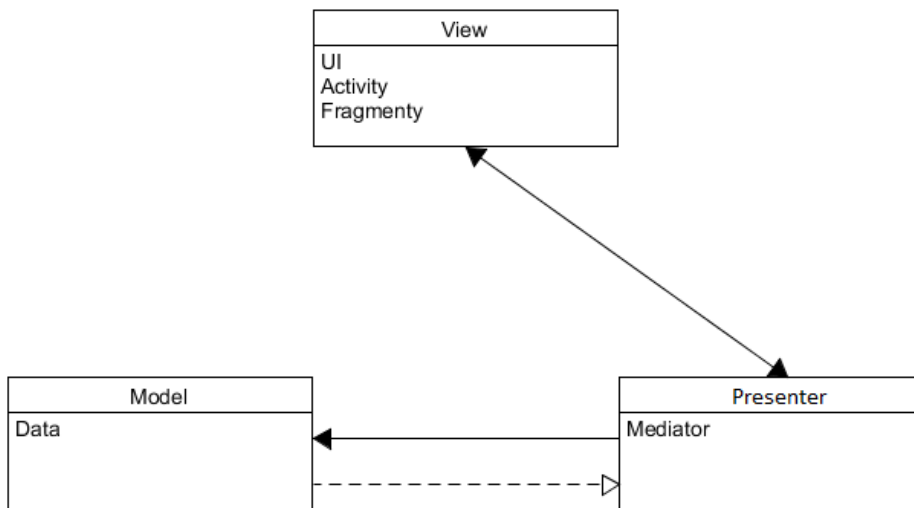 View
UI
Activity
Fragmenty
Model
Data
Presenter
Mediator